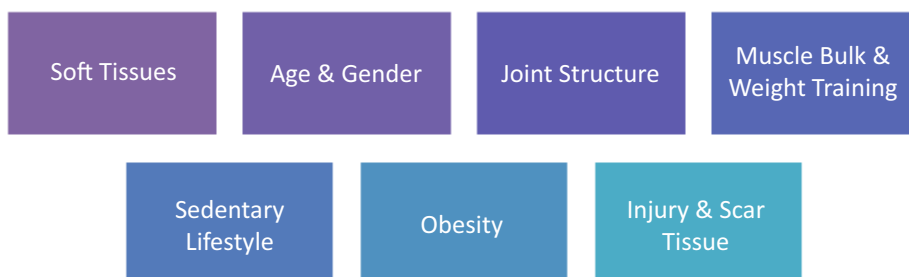 Soft Tissues
Age & Gender
Joint Structure
Muscle Bulk &
Weight Training
Sedentary
Lifestyle
Obesity
Injury & Scar
Tissue